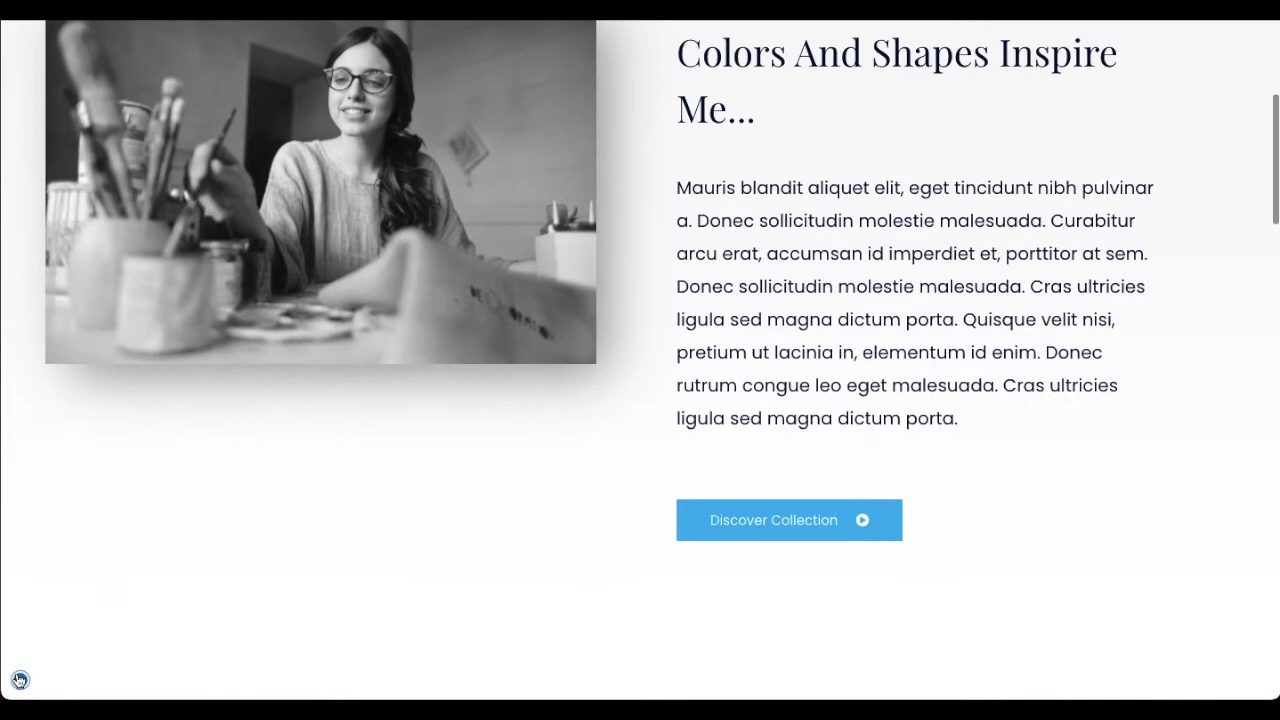 Colors And Shapes Inspire
Me...
Mauris blandit aliquet elit, eget tincidunt nibh pulvinar
a. Donec sollicitudin molestie malesuada. Curabitur
arcu erat, accumsan id imperdiet et, porttitor at sem.
Donec sollicitudin molestie malesuada. Cras ultricies
ligula sed magna dictum porta. Quisque velit nisi,
pretium ut lacinia in, elementum id enim. Donec
rutrum congue leo eget malesuada. Cras ultricies
ligula sed magna dictum porta.
Discover Collection